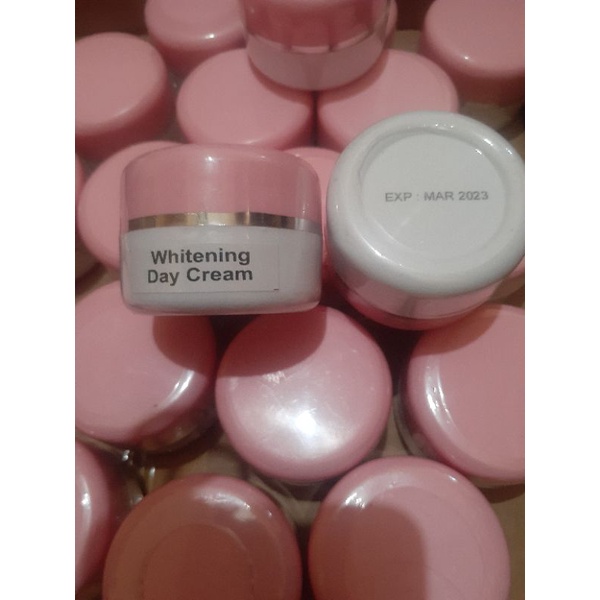 Whitening
Day Cream
EXP : MAR 2023